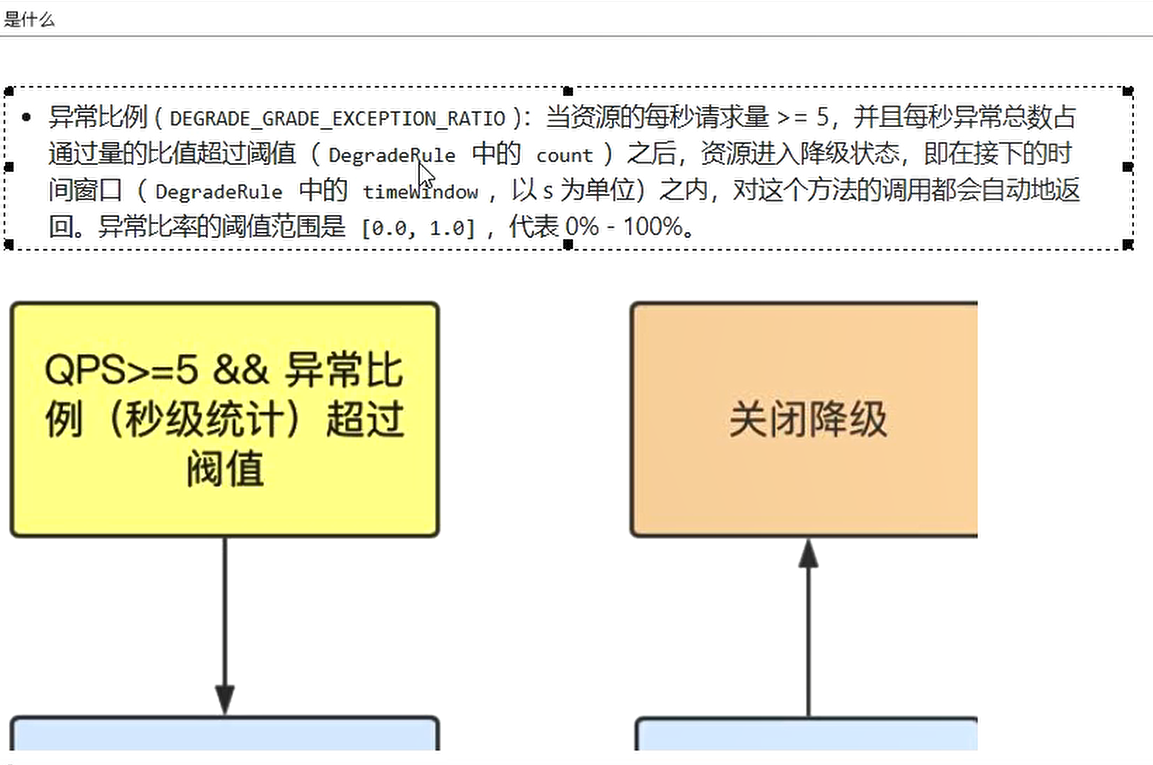 是什么
• 异常比例 ( DEGRADE_GRADE_EXCEPTION_RATIO )：当资源的每秒请求量 >= 5，并且每秒异常总数占
通过量的比值超过阈值（ DegradeRule 中的 count ）之后，资源进入降级状态，即在接下的时
间窗口（ DegradeRule 中的 timeWindow ，以 s 为单位）之内，对这个方法的调用都会自动地返
回。异常比率的阈值范围是 [0.0, 1.0] ，代表 0% - 100%。
QPS>=5 && 异常比
例（秒级统计）超过
阀值
关闭降级